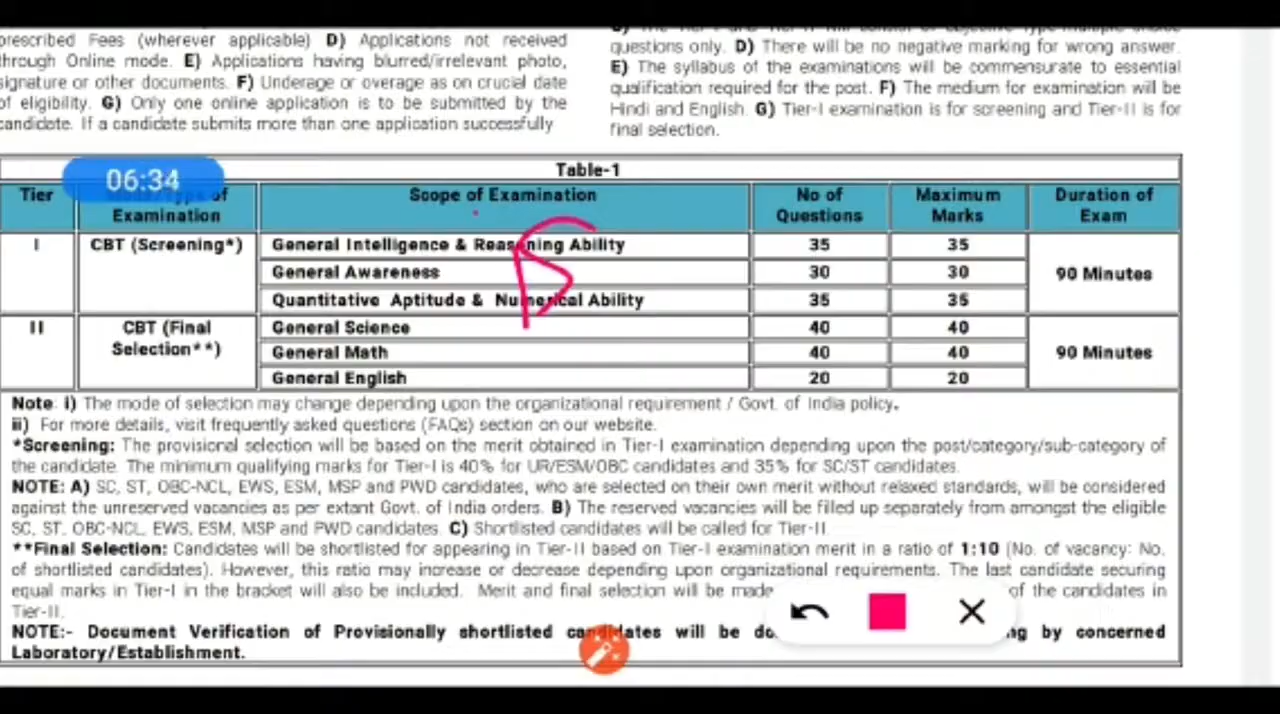 prescribed Fees (wherever applicable) D) Applications not received
through Online mode. E) Applications having blurred/irrelevant photo,
signature or other documents. F) Underage or overage as on crucial date
of eligibility. G) Only one online application is to be submitted by the
candidate. If a candidate submits more than one application successfully
questions only. D) There will be no negative marking for wrong answer.
E) The syllabus of the examinations will be commensurate to essential
qualification required for the post. F) The medium for examination will be
Hindi and English. G) Tier-I examination is for screening and Tier-II is for
final selection.
Table-1
06:34
Tier of Examination Scope of Examination No of Questions Maximum Marks Duration of Exam
I CBT (Screening*) General Intelligence & Reasoning Ability 35 35 90 Minutes
General Awareness 30 30
Quantitative Aptitude & Numerical Ability 35 35
II CBT (Final Selection**) General Science 40 40 90 Minutes
General Math 40 40
General English 20 20
Note i) The mode of selection may change depending upon the organizational requirement / Govt. of India policy.
ii) For more details, visit frequently asked questions (FAQs) section on our website.
*Screening: The provisional selection will be based on the merit obtained in Tier-I examination depending upon the post/category/sub-category of
the candidate. The minimum qualifying marks for Tier-I is 40% for UR/ESM/OBC candidates and 35% for SC/ST candidates.
NOTE: A) SC, ST, OBC-NCL, EWS, ESM, MSP and PWD candidates, who are selected on their own merit without relaxed standards, will be considered
against the unreserved vacancies as per extant Govt. of India orders. B) The reserved vacancies will be filled up separately from amongst the eligible
SC, ST, OBC-NCL, EWS, ESM, MSP and PWD candidates. C) Shortlisted candidates will be called for Tier-II.
**Final Selection: Candidates will be shortlisted for appearing in Tier-II based on Tier-I examination merit in a ratio of 1:10 (No. of vacancy: No.
of shortlisted candidates). However, this ratio may increase or decrease depending upon organizational requirements. The last candidate securing
equal marks in Tier-I in the bracket will also be included. Merit and final selection will be made of the candidates in
Tier-II.
NOTE:- Document Verification of Provisionally shortlisted candidates will be by concerned
Laboratory/Establishment.